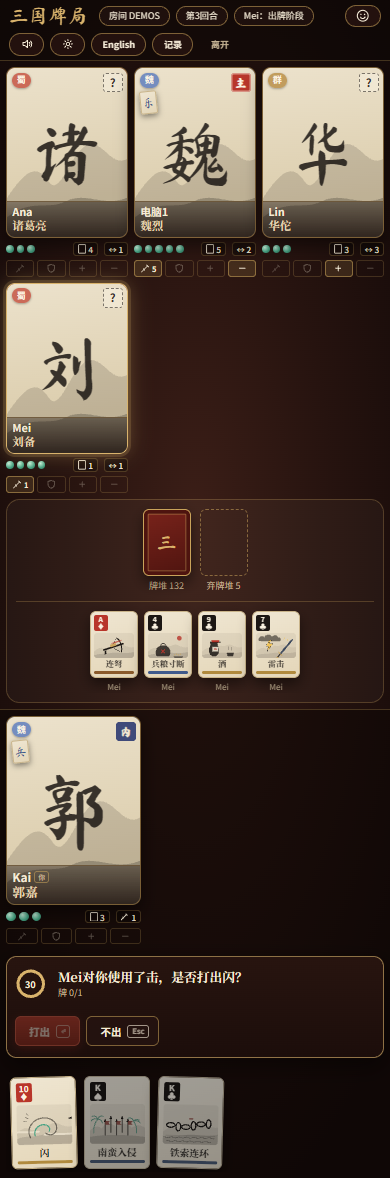 三国牌局
房间 DEMOS
第3回合
Mei：出牌阶段
English
记录
离开
蜀
?
诸
Ana
诸葛亮
4
1
魏
主
乐
魏
电脑1
魏烈
5
2
5
群
?
华
Lin
华佗
3
3
蜀
?
刘
Mei
刘备
1
1
1
三
牌堆 132
弃牌堆 5
A
连弩
Mei
4
兵粮寸断
Mei
9
酒
Mei
7
雷击
Mei
魏
内
兵
郭
Kai 你
郭嘉
3
1
30
Mei对你使用了击，是否打出闪？
牌 0/1
打出
不出 Esc
10
闪
K
南蛮入侵
K
铁索连环